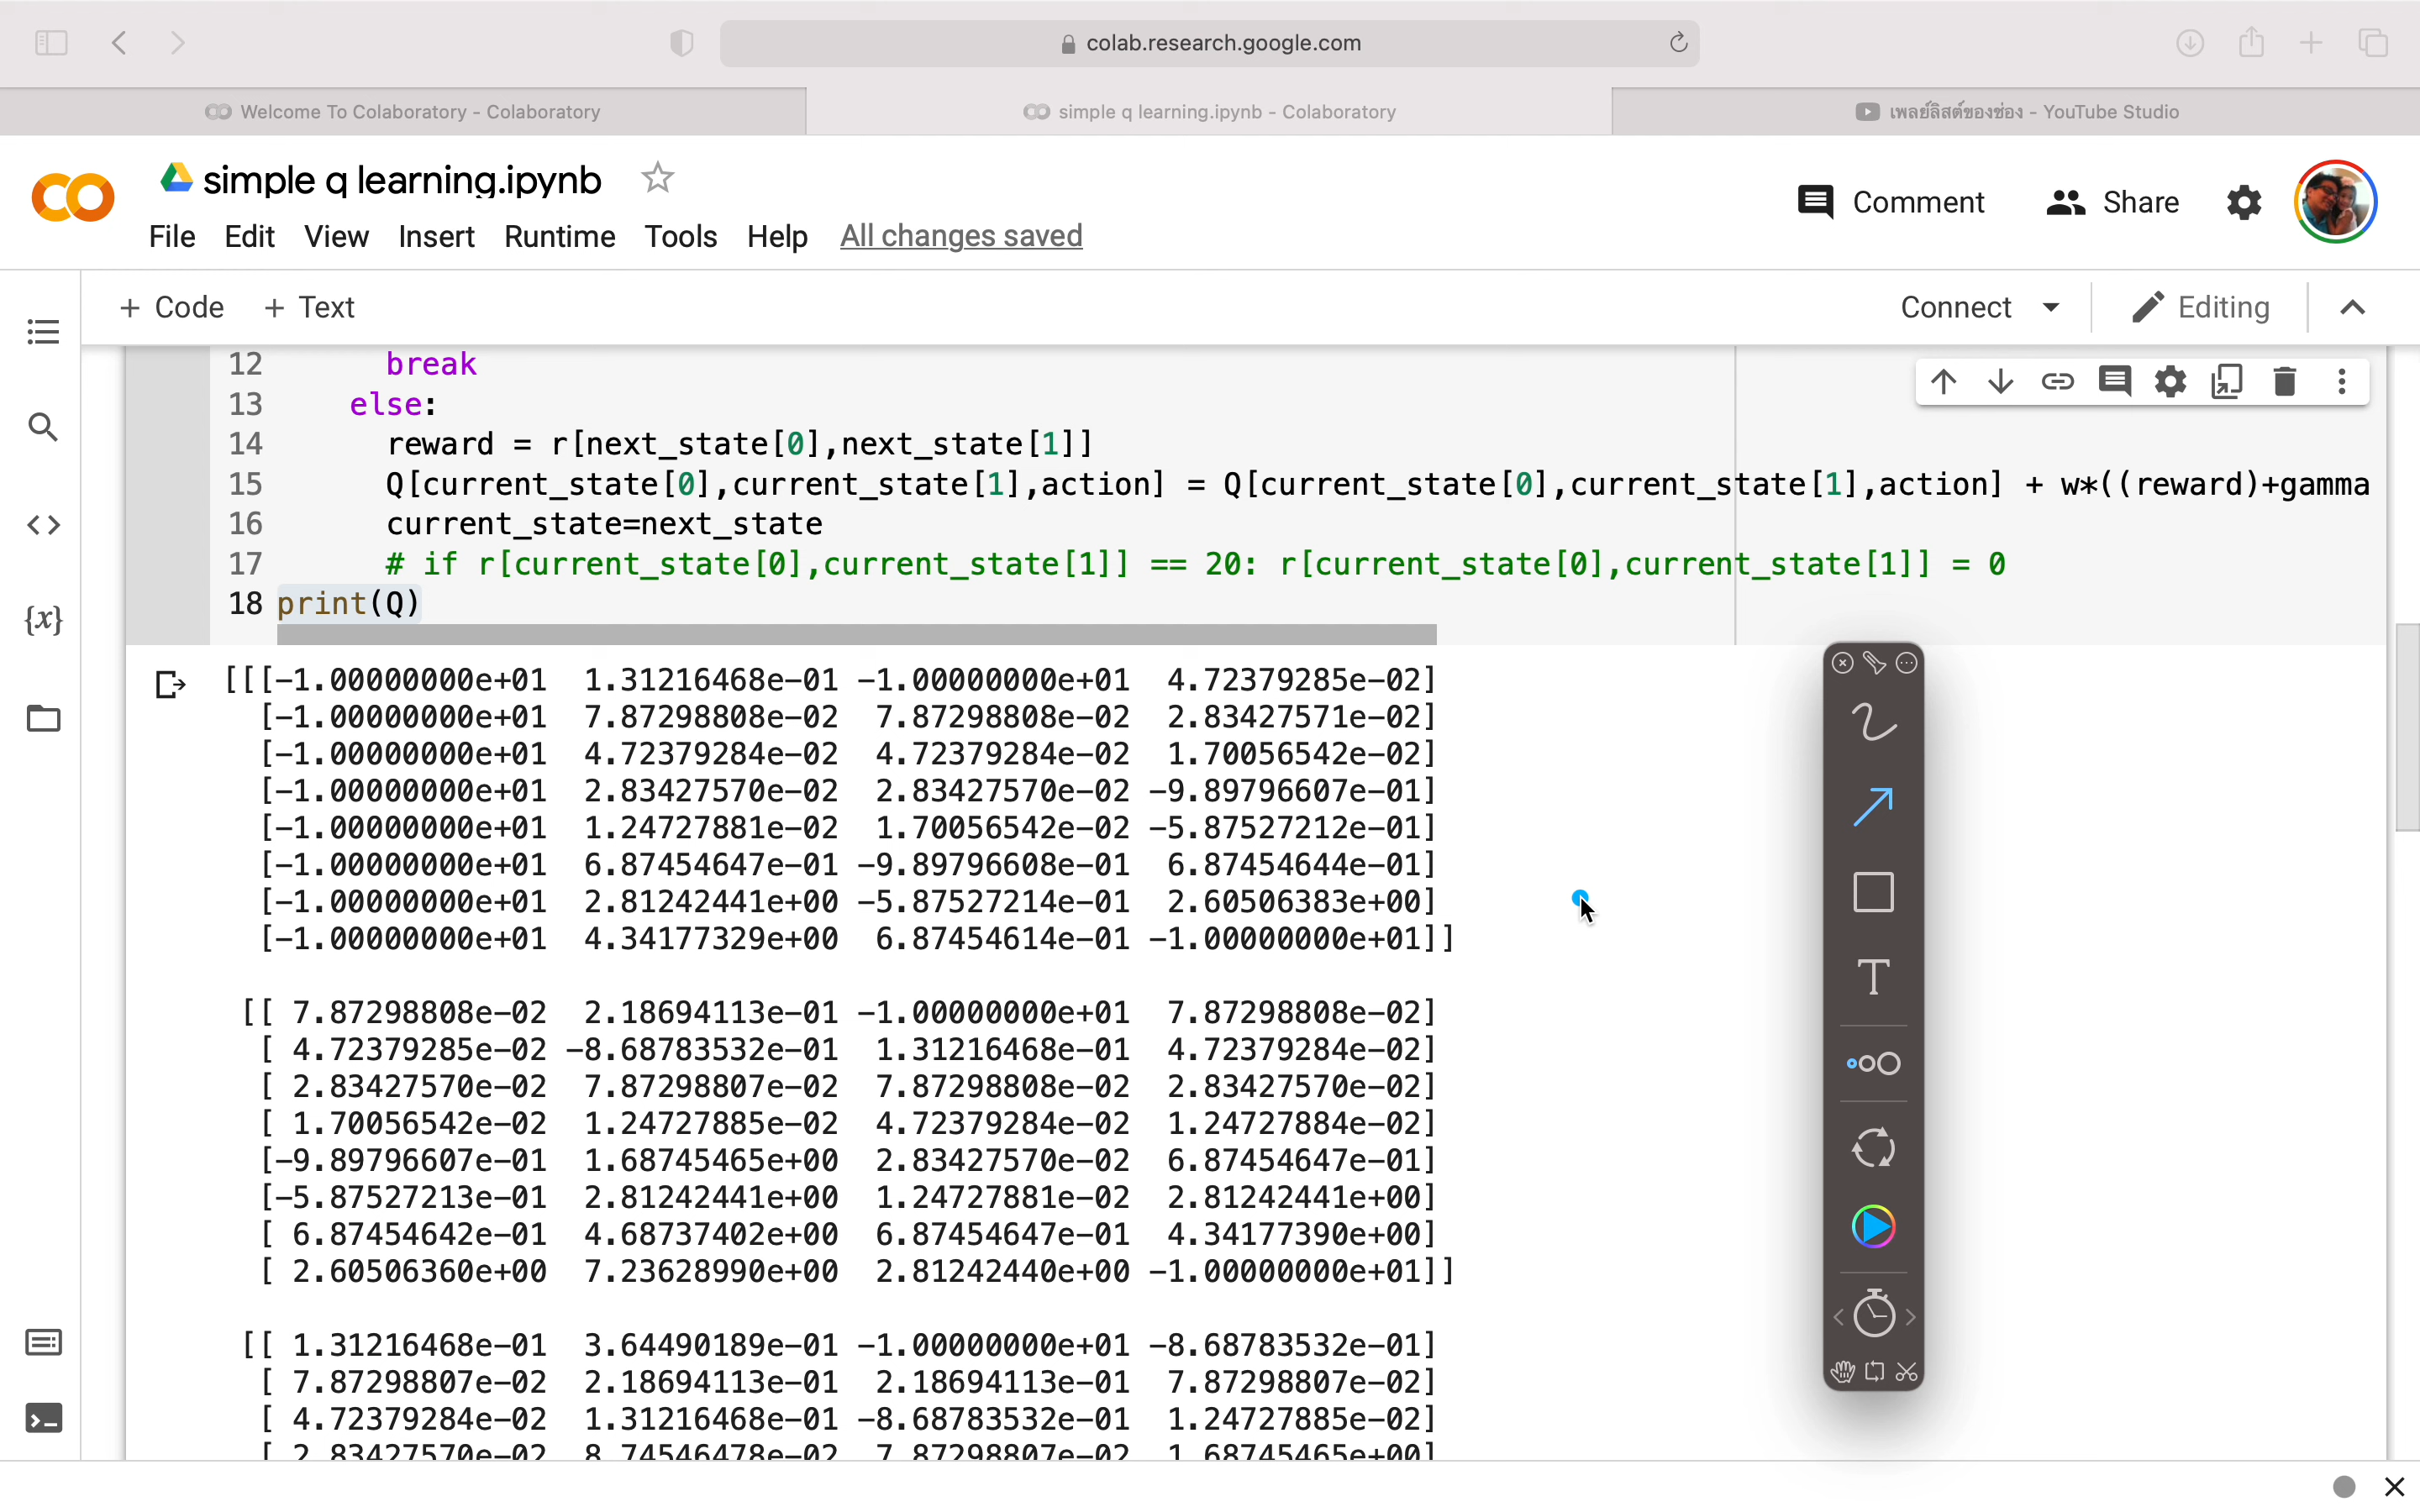 colab.research.google.com
Welcome To Colaboratory - Colaboratory
simple q learning.ipynb - Colaboratory
เพลย์ลิสต์ของช่อง - YouTube Studio
simple q learning.ipynb
Comment
Share
File Edit View Insert Runtime Tools Help All changes saved
+ Code + Text
Connect
Editing
12 break
13 else:
14 reward = r[next_state[0],next_state[1]]
15 Q[current_state[0],current_state[1],action] = Q[current_state[0],current_state[1],action] + w*((reward)+gamma
16 current_state=next_state
17 # if r[current_state[0],current_state[1]] == 20: r[current_state[0],current_state[1]] = 0
18 print(Q)
{x}
[[[-1.00000000e+01 1.31216468e-01 -1.00000000e+01 4.72379285e-02]
[-1.00000000e+01 7.87298808e-02 7.87298808e-02 2.83427571e-02]
[-1.00000000e+01 4.72379284e-02 4.72379284e-02 1.70056542e-02]
[-1.00000000e+01 2.83427570e-02 2.83427570e-02 -9.89796607e-01]
[-1.00000000e+01 1.24727881e-02 1.70056542e-02 -5.87527212e-01]
[-1.00000000e+01 6.87454647e-01 -9.89796608e-01 6.87454644e-01]
[-1.00000000e+01 2.81242441e+00 -5.87527214e-01 2.60506383e+00]
[-1.00000000e+01 4.34177329e+00 6.87454614e-01 -1.00000000e+01]]
[[ 7.87298808e-02 2.18694113e-01 -1.00000000e+01 7.87298808e-02]
[ 4.72379285e-02 -8.68783532e-01 1.31216468e-01 4.72379284e-02]
[ 2.83427570e-02 7.87298807e-02 7.87298808e-02 2.83427570e-02]
[ 1.70056542e-02 1.24727885e-02 4.72379284e-02 1.24727884e-02]
[-9.89796607e-01 1.68745465e+00 2.83427570e-02 6.87454647e-01]
[-5.87527213e-01 2.81242441e+00 1.24727881e-02 2.81242441e+00]
[ 6.87454642e-01 4.68737402e+00 6.87454647e-01 4.34177390e+00]
[ 2.60506360e+00 7.23628990e+00 2.81242440e+00 -1.00000000e+01]]
[[ 1.31216468e-01 3.64490189e-01 -1.00000000e+01 -8.68783532e-01]
[ 7.87298807e-02 2.18694113e-01 2.18694113e-01 7.87298807e-02]
[ 4.72379284e-02 1.31216468e-01 -8.68783532e-01 1.24727885e-02]
[ 2.83427570e-02 8.74546478e-02 7.87298807e-02 1.68745465e+00]
T